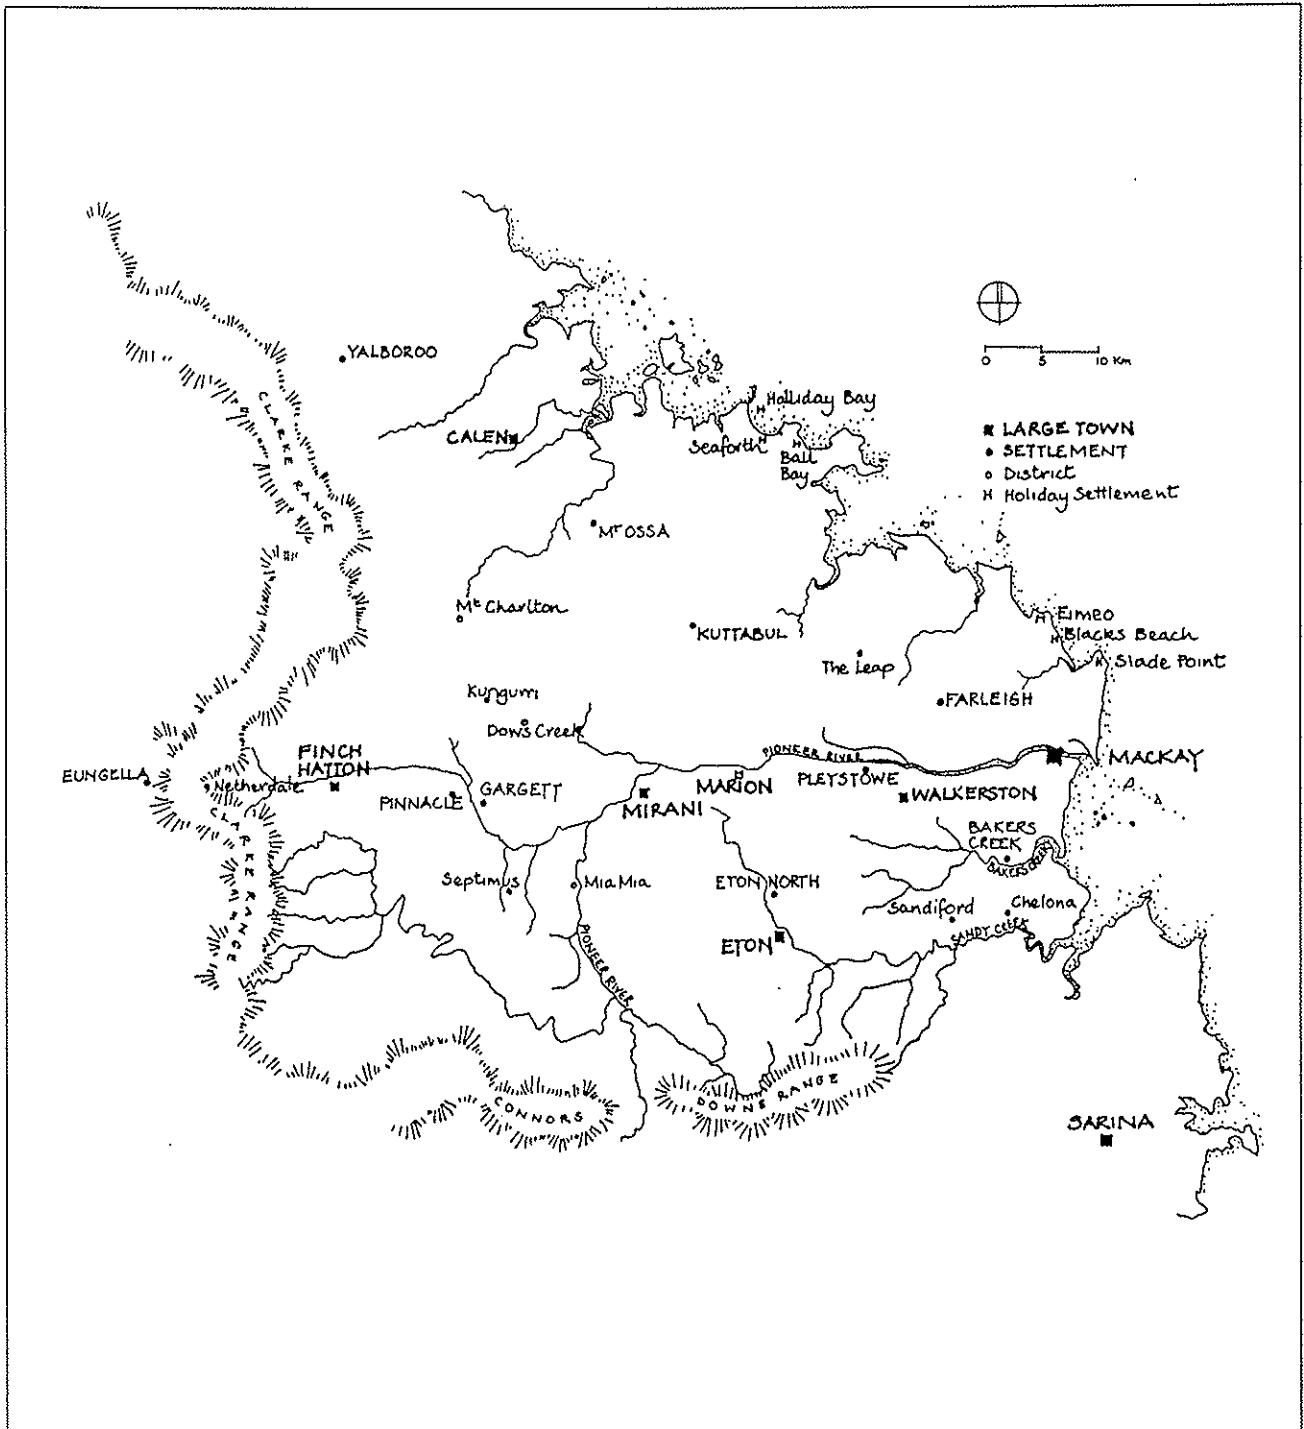 YALBOROO
CLARKE RANGE
0 5 10 Km
Halliday Bay
CALEN
Seaforth
Ball
Bay
LARGE TOWN
SETTLEMENT
District
Holiday Settlement
Mt OSSA
Mt Charlton
KUTTABUL
Eimeo
Blacks Beach
The Leap
Slade Point
Kungurri
FARLEIGH
Dow's Creek
FINCH
HATTON
PIONEER RIVER
MACKAY
EUNGELLA
Netherdale
MARION
PLEYSTOWE
PINNACLE
GARGETT
MIRANI
WALKERSTON
CLARKE RANGE
BAKERS
CREEK
BAKERS CREEK
Septimus
Mia Mia
ETON NORTH
Sandiford
Chelona
PIONEER RIVER
ETON
SANDY CREEK
CONNORS
DOWNE RANGE
SARINA